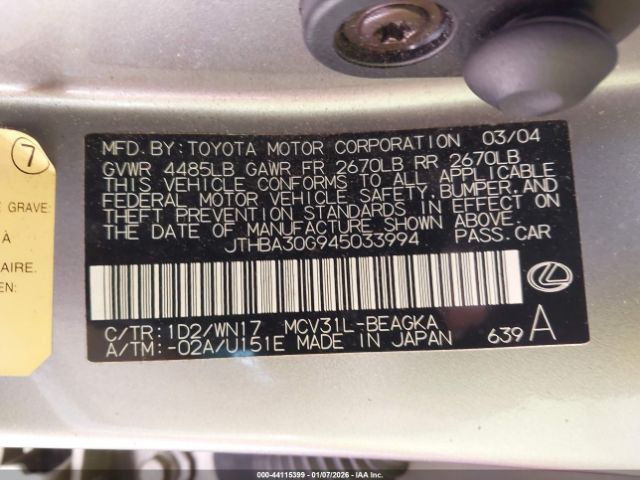 7
E GRAVE:
À
AIRE.
EN:
MFD.BY:TOYOTA MOTOR CORPORATION 03/04
GVWR 4485LB GAWR FR 2670LB RR 2670LB
THIS VEHICLE CONFORMS TO ALL APPLICABLE
FEDERAL MOTOR VEHICLE SAFETY,BUMPER,AND
THEFT PREVENTION STANDARDS IN EFFECT ON
THE DATE OF MANUFACTURE SHOWN ABOVE.
JTHBA30G945033994 PASS.CAR
C/TR:1D2/WN17 MCV31L-BEAGKA
A/TM:-02A/U151E MADE IN JAPAN 639 A
000-44115399 | 01/07/2026 | IAAI.COM